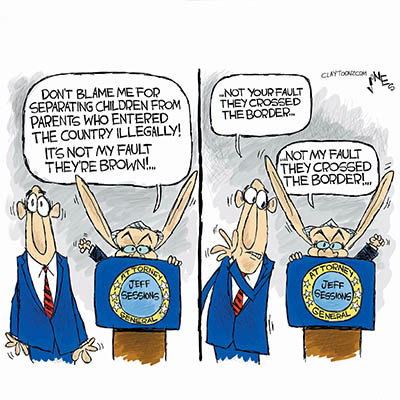 DON'T BLAME ME FOR
SEPARATING CHILDREN FROM
PARENTS WHO ENTERED
THE COUNTRY ILLEGALLY!
ITS NOT MY FAULT
THEY'RE BROWN!...
ATTORNEY
JEFF
SESSIONS
GENERAL
CLAYTOONZ.COM
JONES
...NOT YOUR FAULT
THEY CROSSED
THE BORDER...
...NOT MY FAULT
THEY CROSSED
THE BORDER!...
ATTORNEY
JEFF
SESSIONS
GENERAL